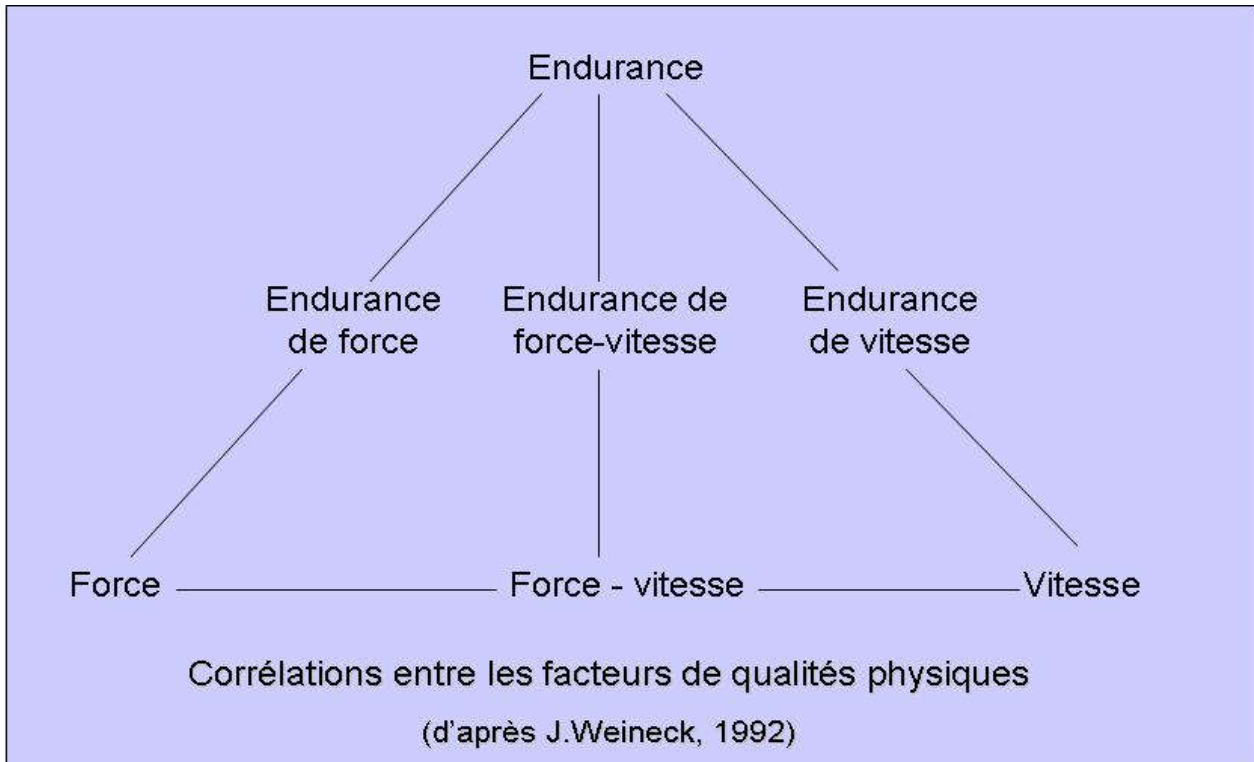 Endurance
Endurance
de force
Endurance de
force-vitesse
Endurance
de vitesse
Force
Force - vitesse
Vitesse
Corrélations entre les facteurs de qualités physiques
(d'après J.Weineck, 1992)